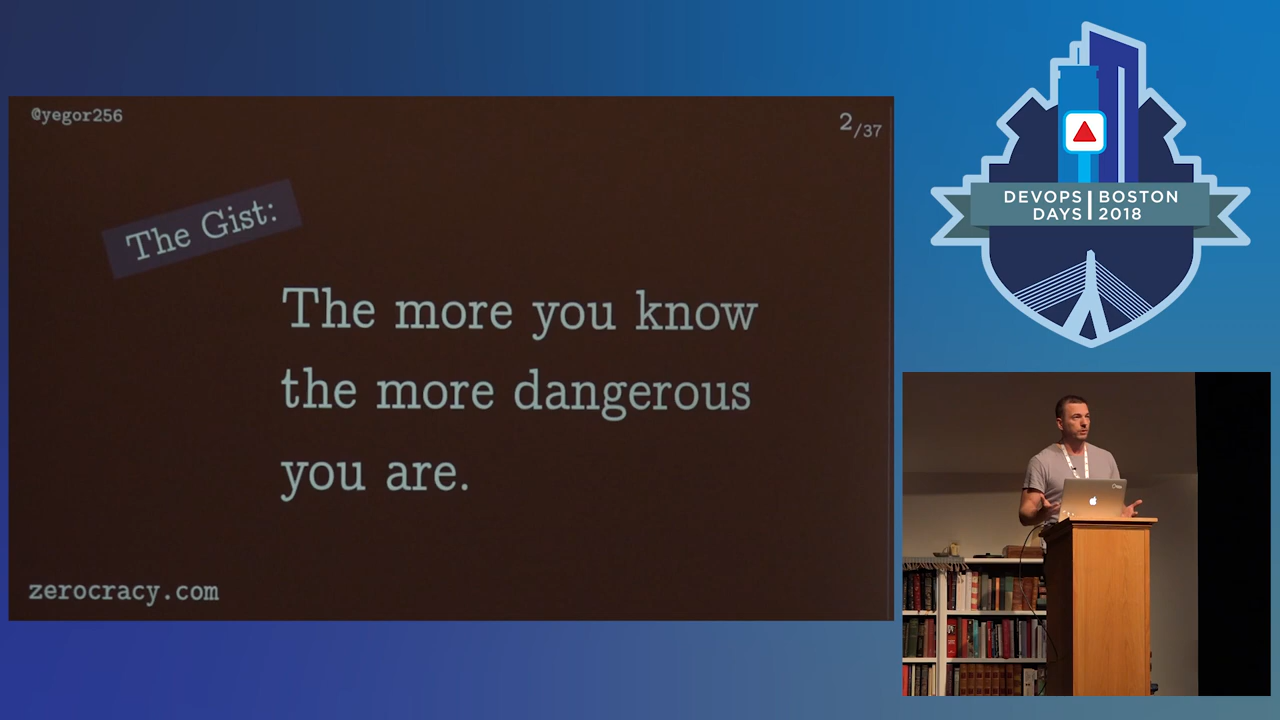 @yegor256
2/37
The Gist:
The more you know
the more dangerous
you are.
zerocracy.com
DEVOPS | BOSTON
DAYS | 2018